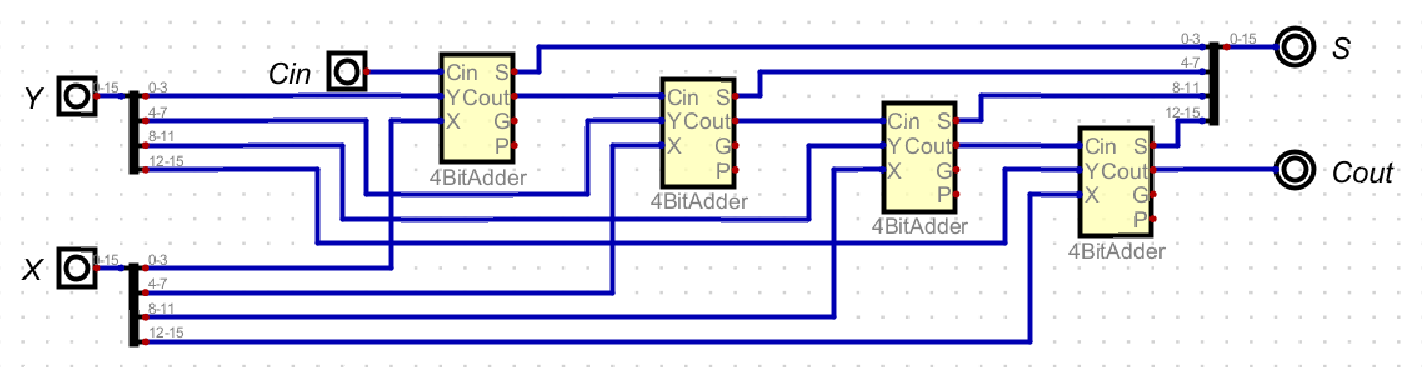 0-3
0-15
S
Cin
Cin S
4-7
Y
0-15
0-3
Y Cout
Cin S
8-11
4-7
X
G
Y Cout
Cin S
12-15
8-11
P
X
G
Y Cout
Cin S
12-15
4BitAdder
P
X
G
Y Cout
Cout
4BitAdder
P
X
G
4BitAdder
P
4BitAdder
X
0-15
0-3
4-7
8-11
12-15